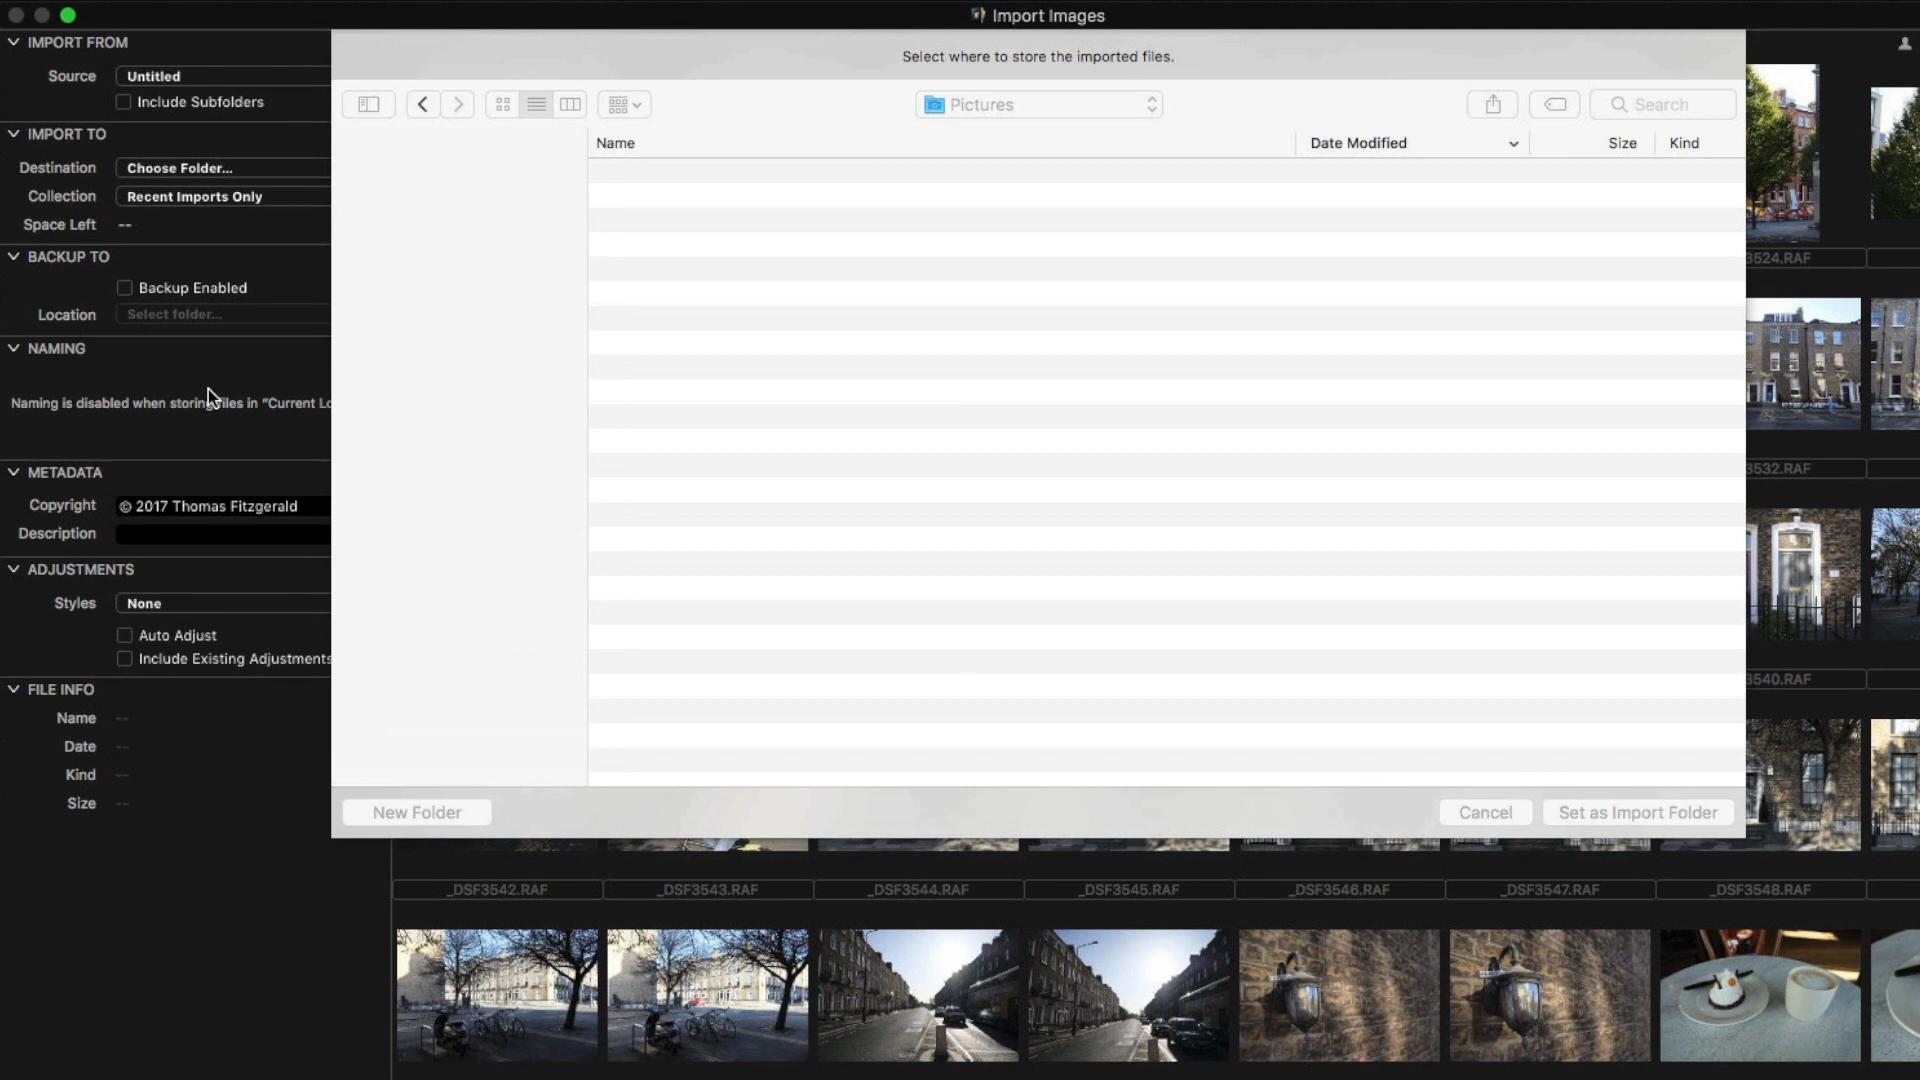 Import Images
IMPORT FROM
Source Untitled
Include Subfolders
IMPORT TO
Destination Choose Folder...
Collection Recent Imports Only
Space Left --
BACKUP TO
Backup Enabled
Location Select folder...
NAMING
Naming is disabled when storing files in “Current Lo
METADATA
Copyright © 2017 Thomas Fitzgerald
Description
ADJUSTMENTS
Styles None
Auto Adjust
Include Existing Adjustments
FILE INFO
Name --
Date --
Kind --
Size --
Select where to store the imported files.
Pictures
Search
Name Date Modified Size Kind
New Folder Cancel Set as Import Folder
3524.RAF
3532.RAF
3540.RAF
_DSF3542.RAF _DSF3543.RAF _DSF3544.RAF _DSF3545.RAF _DSF3546.RAF _DSF3547.RAF _DSF3548.RAF